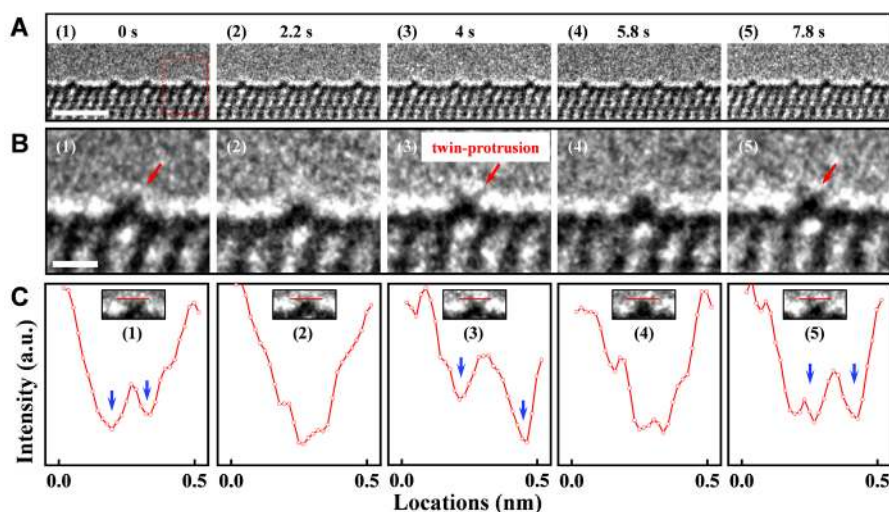 A
(1) 0 s
(2) 2.2 s
(3) 4 s
(4) 5.8 s
(5) 7.8 s
B
(1)
(2)
(3)
twin-protrusion
(4)
(5)
C
(1)
(2)
(3)
(4)
(5)
Intensity (a.u.)
0.0 0.5
0.0 0.5
0.0 0.5
0.0 0.5
0.0 0.5
Locations (nm)